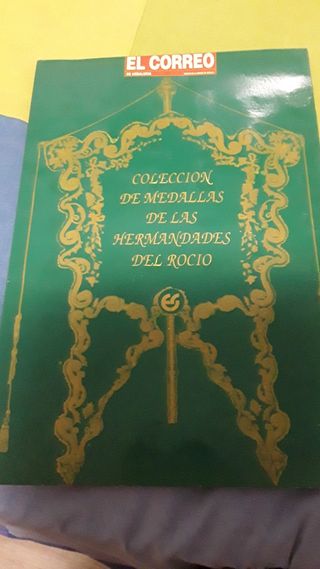 EL CORREO
DE ANDALUCIA
COLECCION
DE MEDALLAS
DE LAS
HERMANDADES
DEL ROCIO